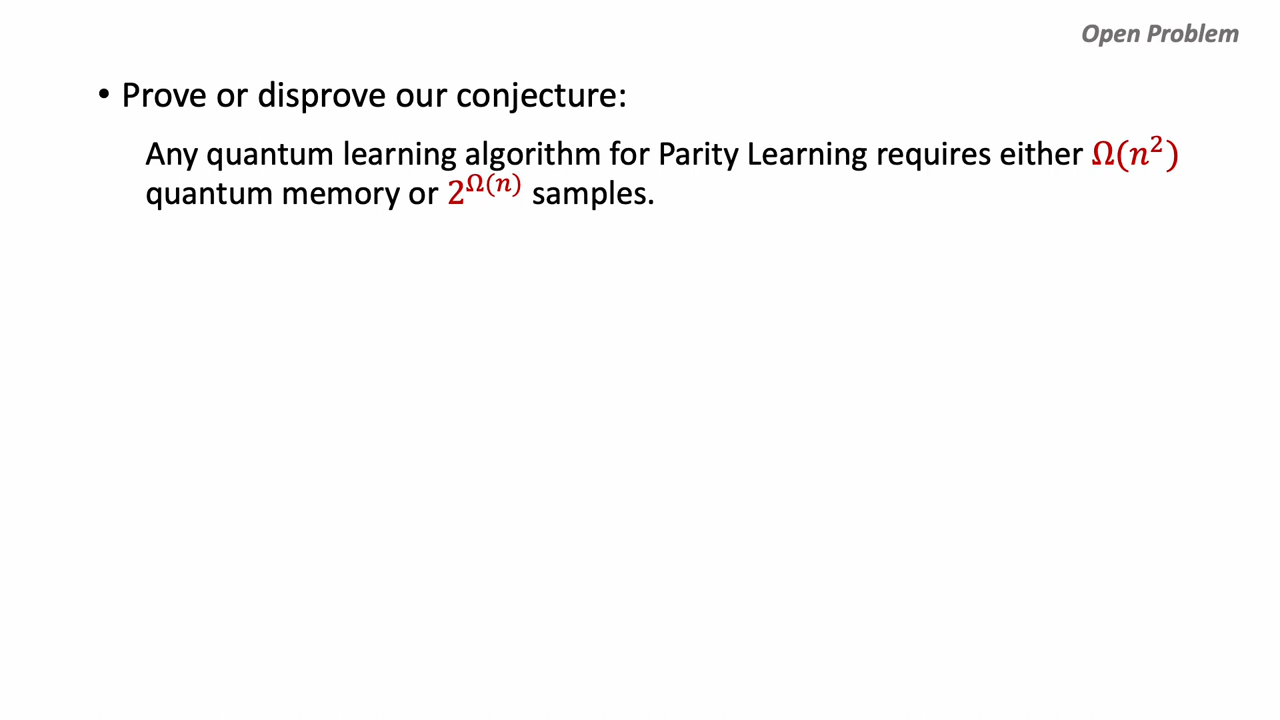 Open Problem
• Prove or disprove our conjecture:
Any quantum learning algorithm for Parity Learning requires either Ω(n²)
quantum memory or 2^Ω(n) samples.